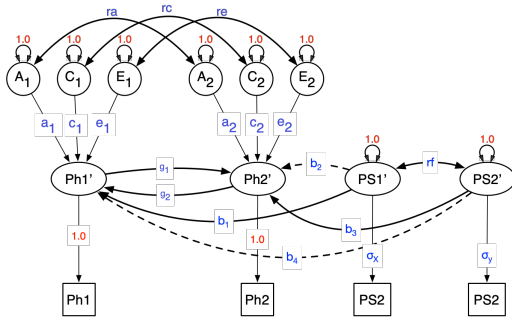 ra rc re
1.0 1.0 1.0 1.0 1.0 1.0
A1 C1 E1 A2 C2 E2
a1 c1 e1 a2 c2 e2
1.0 1.0
Ph1' g1 Ph2' b2 PS1' rf PS2'
g2
b1 b3
1.0 1.0 b4 σx σy
Ph1 Ph2 PS2 PS2